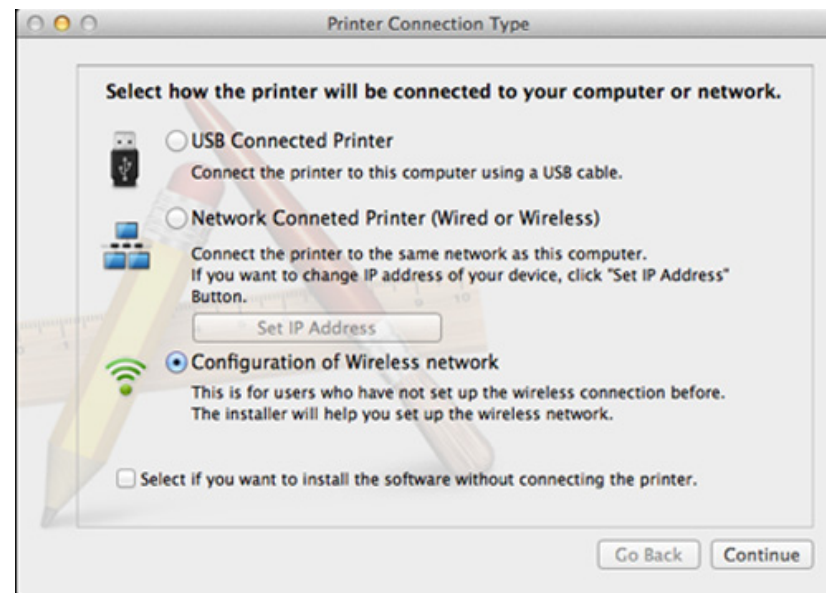 Printer Connection Type
Select how the printer will be connected to your computer or network.
USB Connected Printer
Connect the printer to this computer using a USB cable.
Network Conneted Printer (Wired or Wireless)
Connect the printer to the same network as this computer.
If you want to change IP address of your device, click "Set IP Address"
Button.
Set IP Address
Configuration of Wireless network
This is for users who have not set up the wireless connection before.
The installer will help you set up the wireless network.
Select if you want to install the software without connecting the printer.
Go Back
Continue